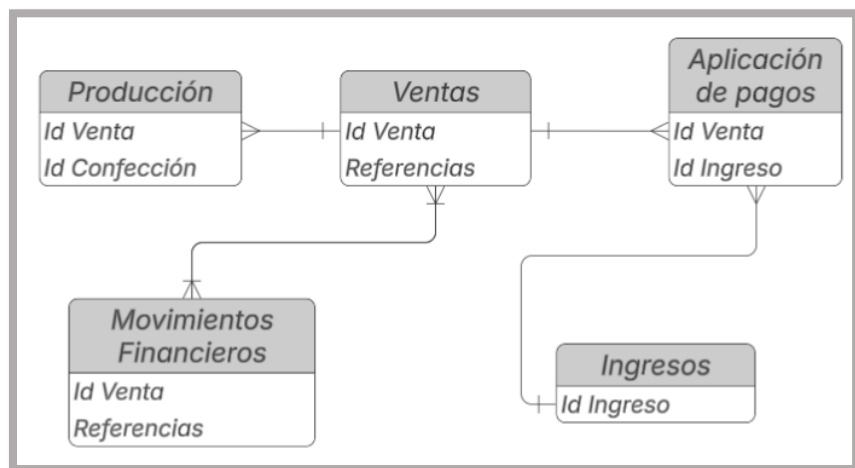 Producción
Id Venta
Id Confección
Ventas
Id Venta
Referencias
Aplicación
de pagos
Id Venta
Id Ingreso
Movimientos
Financieros
Id Venta
Referencias
Ingresos
Id Ingreso